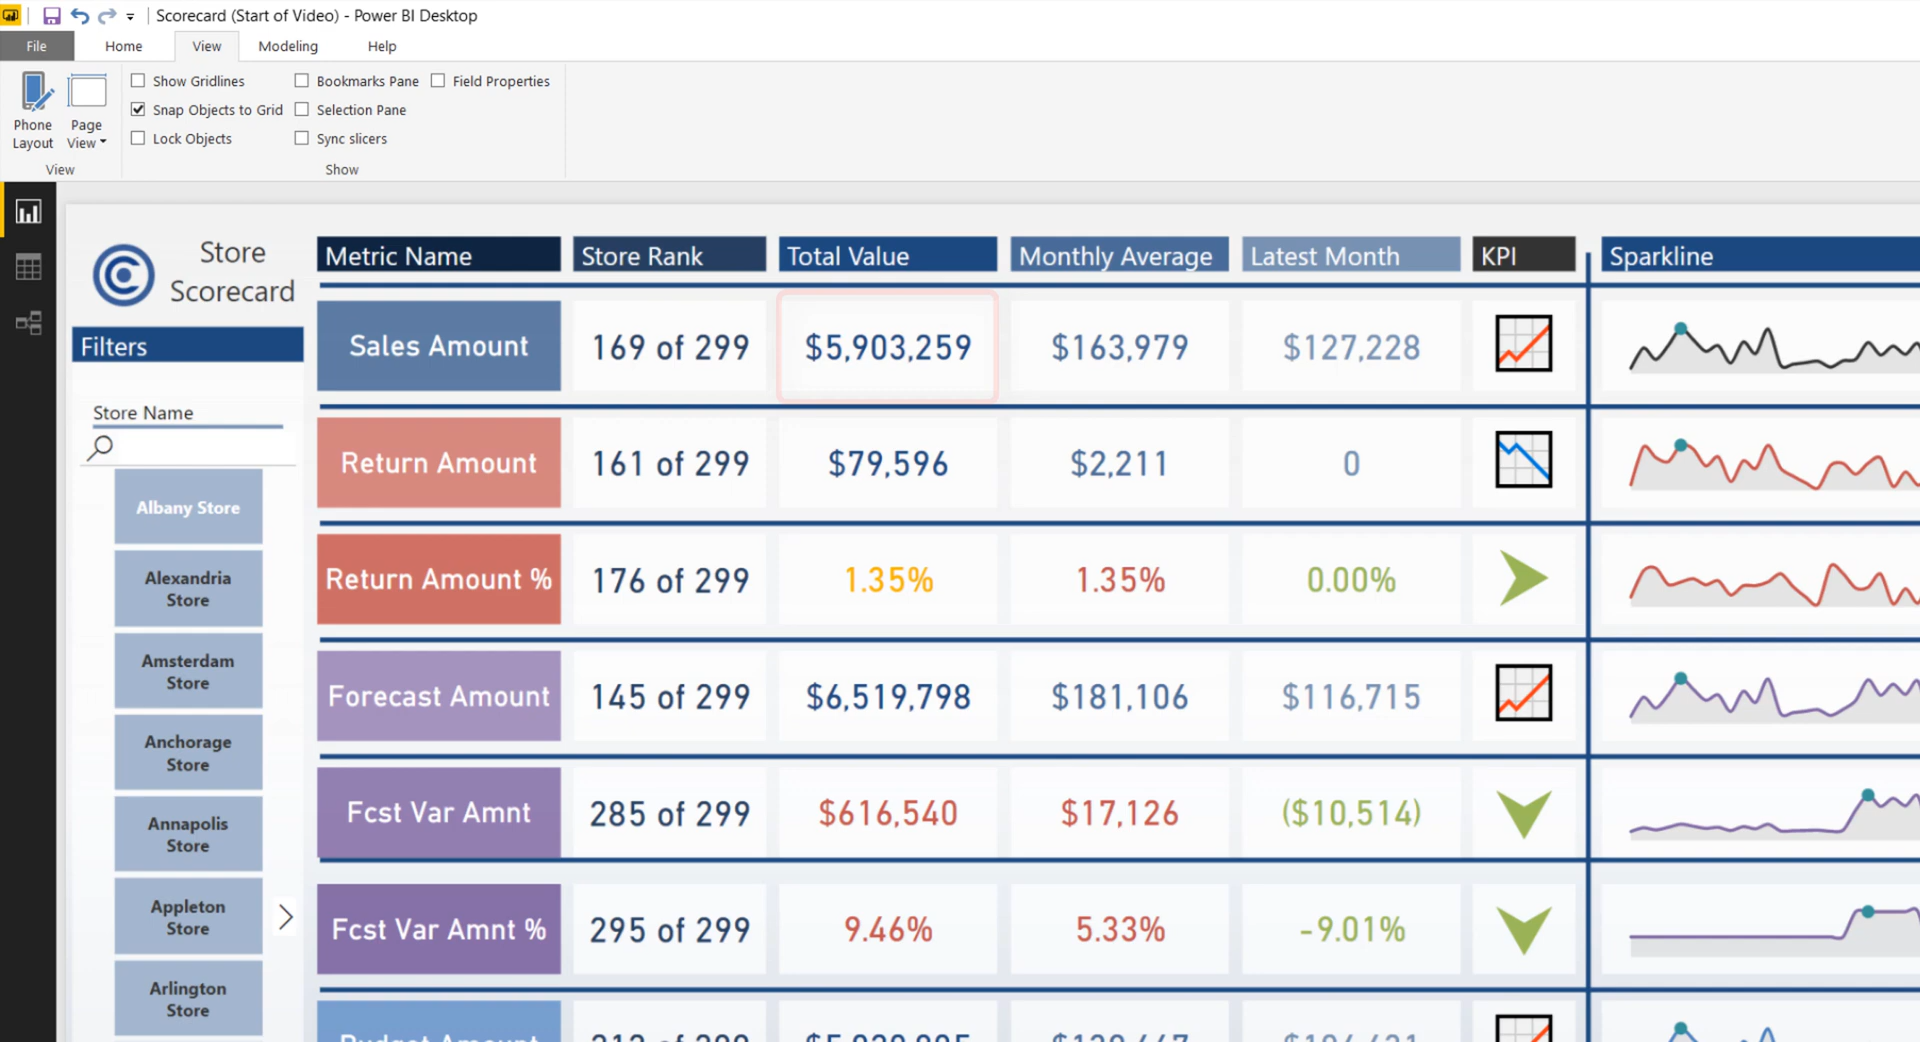 Scorecard (Start of Video) - Power BI Desktop
File Home View Modeling Help
Show Gridlines Bookmarks Pane Field Properties
Snap Objects to Grid Selection Pane
Lock Objects Sync slicers
Phone Layout
Page View
View Show
Store
Scorecard
Filters
Store Name
Albany Store
Alexandria
Store
Amsterdam
Store
Anchorage
Store
Annapolis
Store
Appleton
Store
Arlington
Store
Metric Name Store Rank Total Value Monthly Average Latest Month KPI Sparkline
Sales Amount 169 of 299 $5,903,259 $163,979 $127,228
Return Amount 161 of 299 $79,596 $2,211 0
Return Amount % 176 of 299 1.35% 1.35% 0.00%
Forecast Amount 145 of 299 $6,519,798 $181,106 $116,715
Fcst Var Amnt 285 of 299 $616,540 $17,126 ($10,514)
Fcst Var Amnt % 295 of 299 9.46% 5.33% -9.01%
Budget Amount